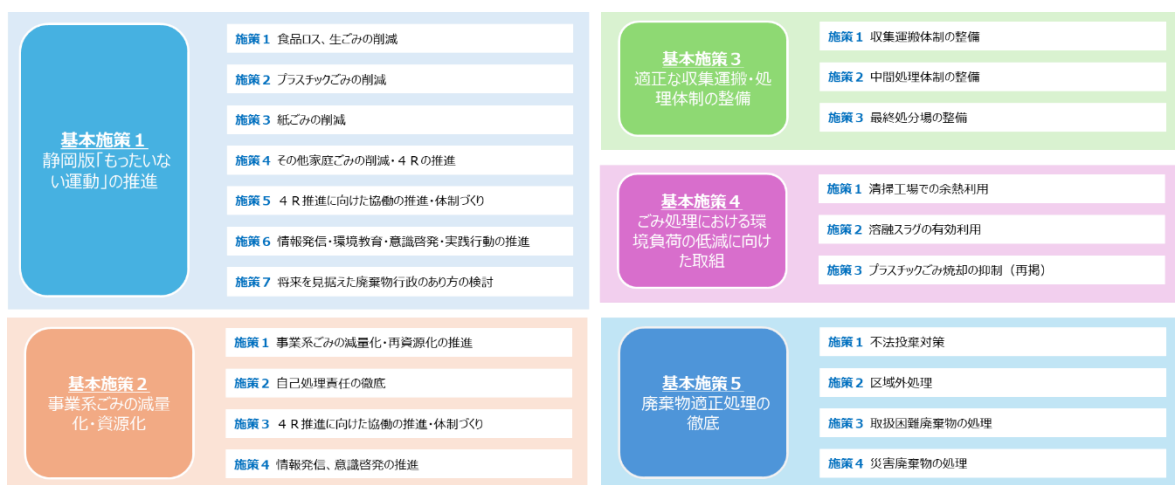 基本施策1
静岡版「もったいな
い運動」の推進
施策1 食品ロス、生ごみの削減
施策2 プラスチックごみの削減
施策3 紙ごみの削減
施策4 その他家庭ごみの削減・4Rの推進
施策5 4R推進に向けた協働の推進・体制づくり
施策6 情報発信・環境教育・意識啓発・実践行動の推進
施策7 将来を見据えた廃棄物行政のあり方の検討
基本施策2
事業系ごみの減量
化・資源化
施策1 事業系ごみの減量化・再資源化の推進
施策2 自己処理責任の徹底
施策3 4R推進に向けた協働の推進・体制づくり
施策4 情報発信、意識啓発の推進
基本施策3
適正な収集運搬・処
理体制の整備
施策1 収集運搬体制の整備
施策2 中間処理体制の整備
施策3 最終処分場の整備
基本施策4
ごみ処理における環
境負荷の低減に向け
た取組
施策1 清掃工場での余熱利用
施策2 溶融スラグの有効利用
施策3 プラスチックごみ焼却の抑制（再掲）
基本施策5
廃棄物適正処理の
徹底
施策1 不法投棄対策
施策2 区域外処理
施策3 取扱困難廃棄物の処理
施策4 災害廃棄物の処理